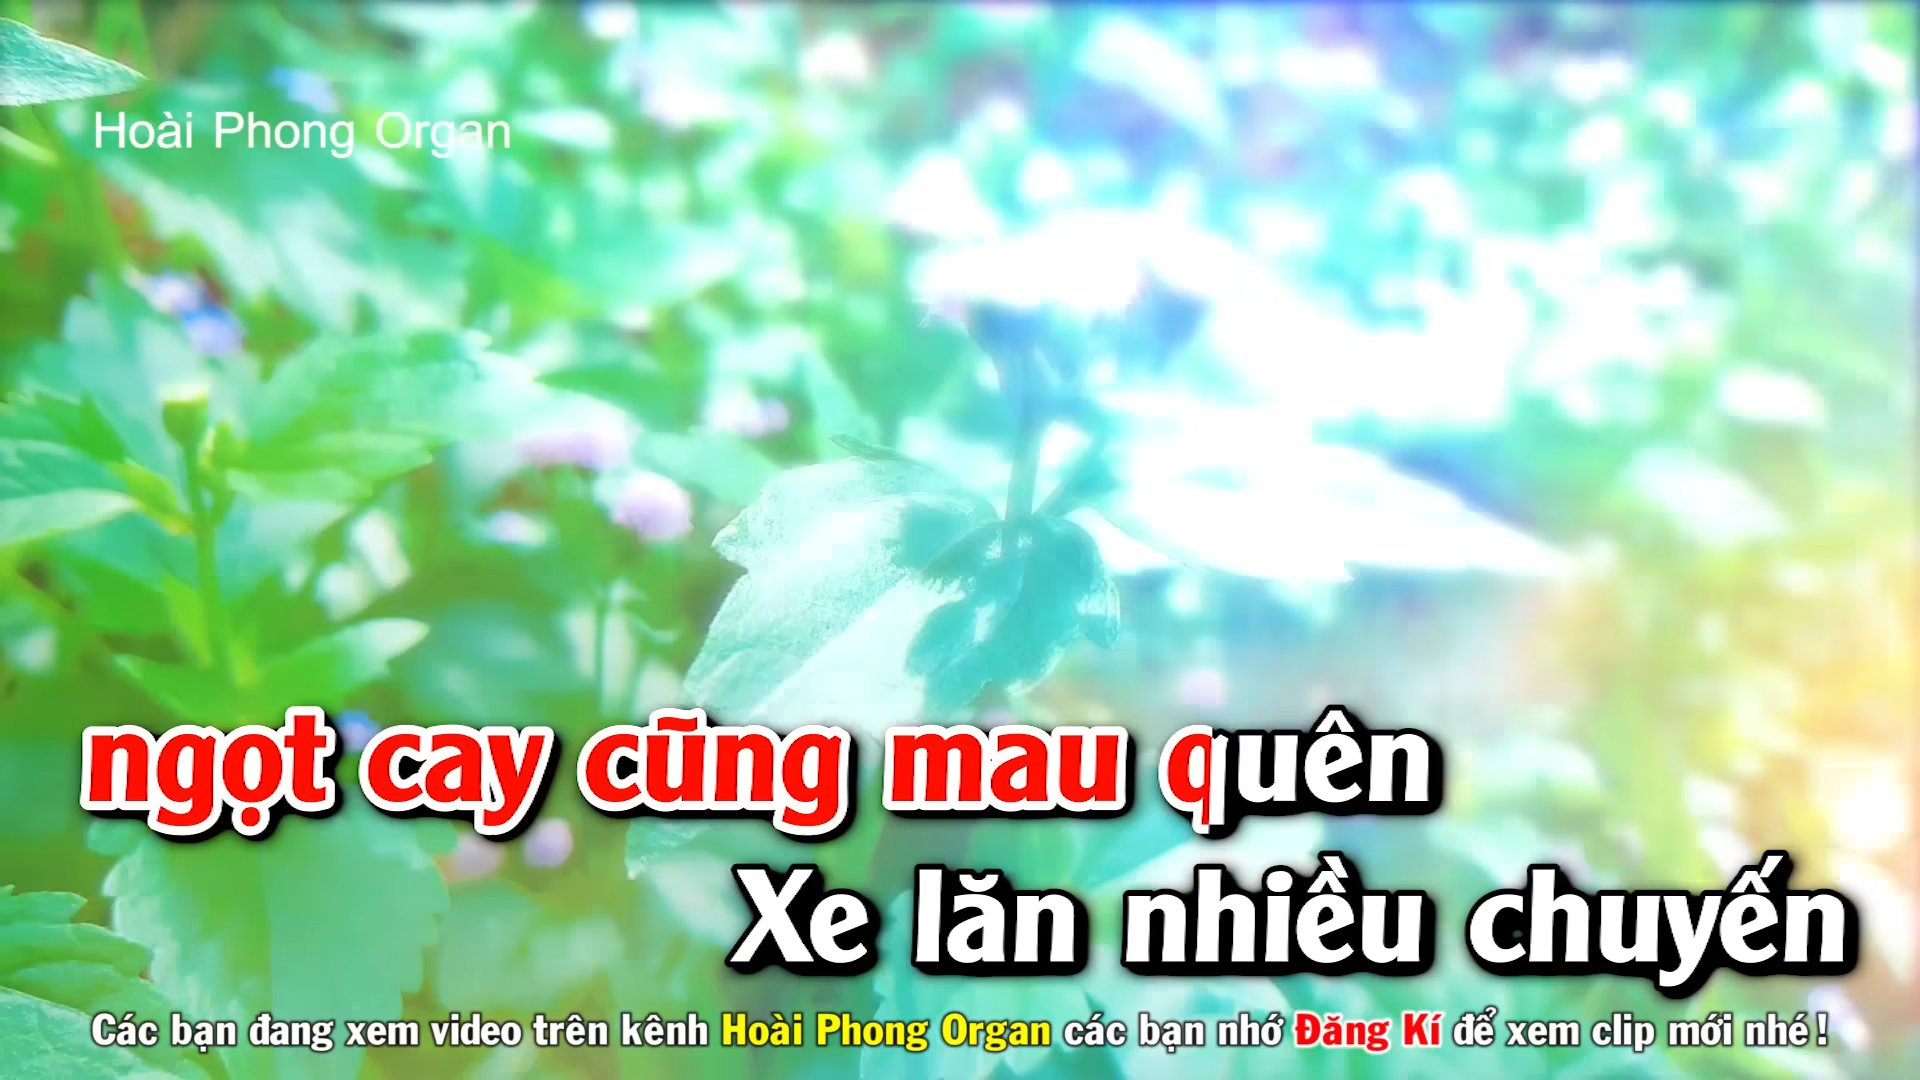 Hoài Phong Organ
ngọt cay cũng mau quên
Xe lăn nhiều chuyến
Các bạn đang xem video trên kênh Hoài Phong Organ các bạn nhớ Đăng Kí để xem clip mới nhé !